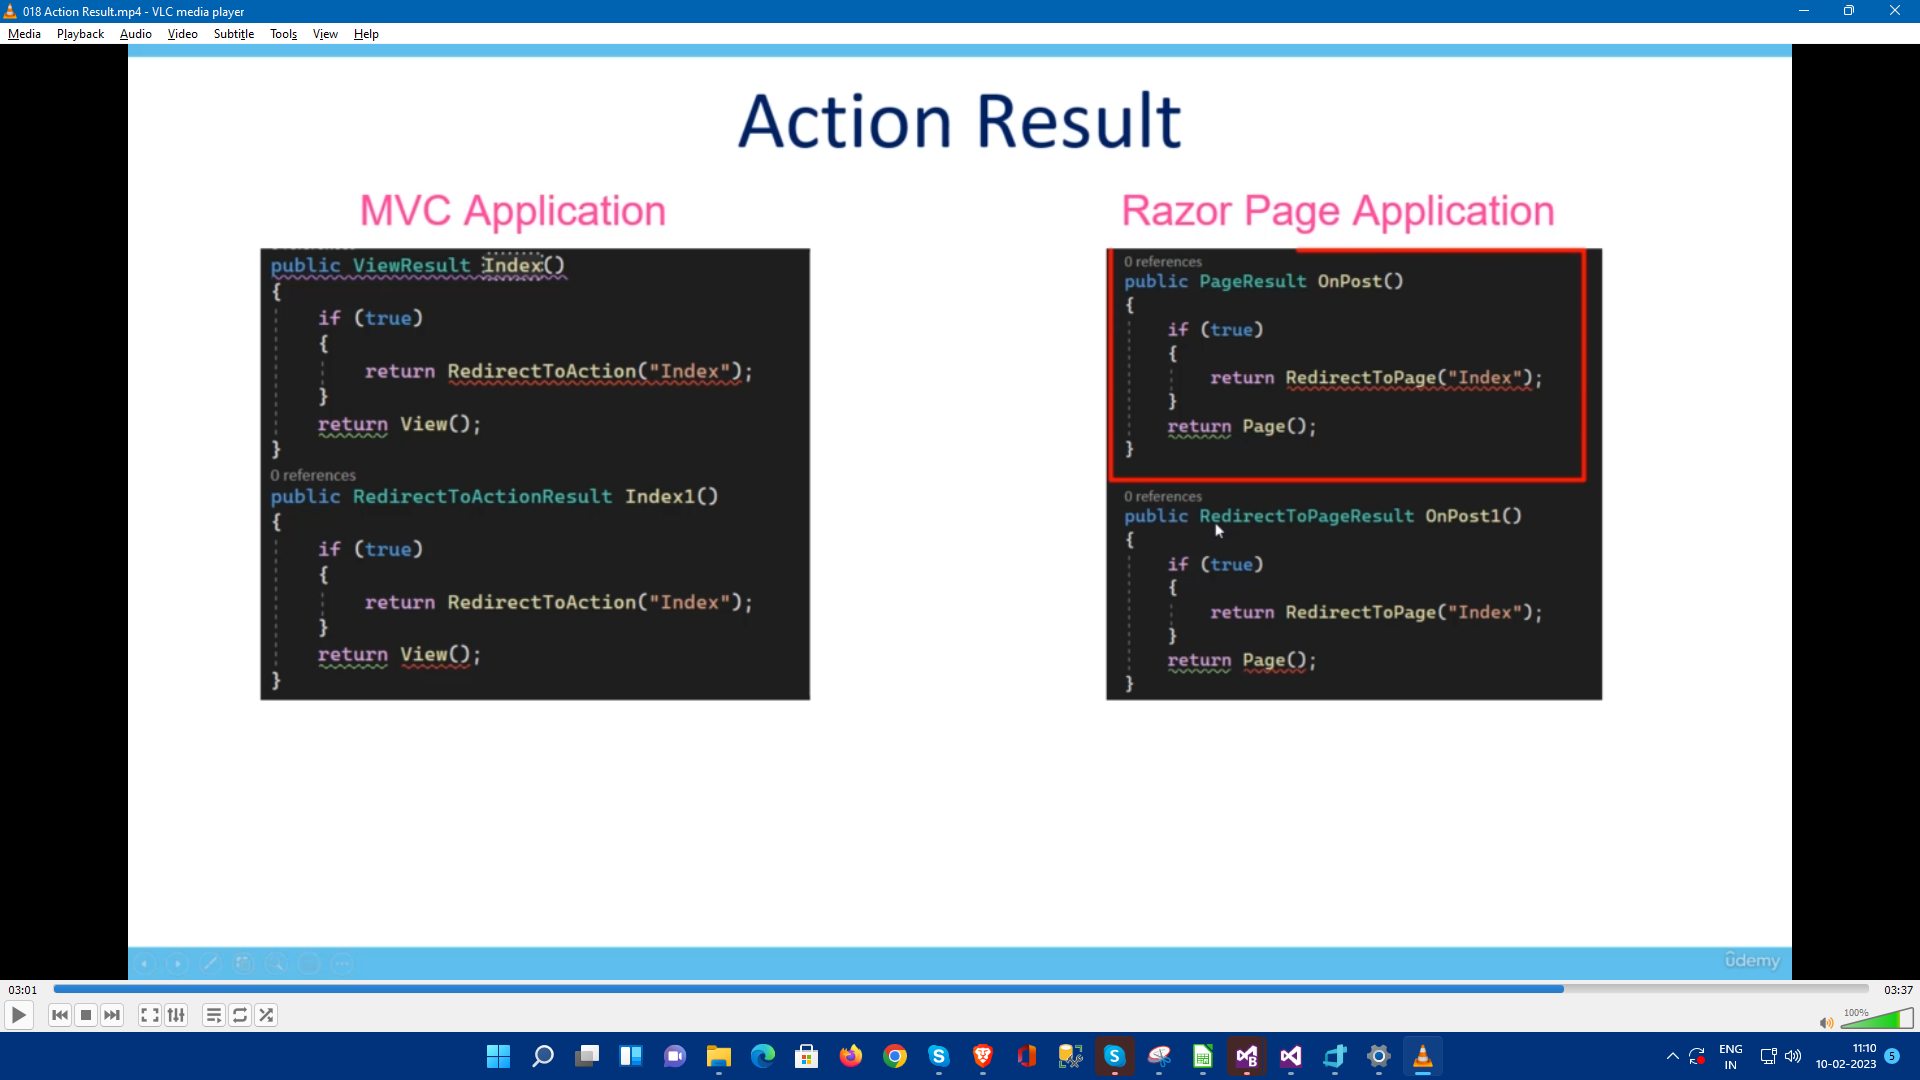 018 Action Result.mp4 - VLC media player
Media Playback Audio Video Subtitle Tools View Help
Action Result
MVC Application
public ViewResult Index()
{
if (true)
{
return RedirectToAction("Index");
}
return View();
}
0 references
public RedirectToActionResult Index1()
{
if (true)
{
return RedirectToAction("Index");
}
return View();
}
Razor Page Application
0 references
public PageResult OnPost()
{
if (true)
{
return RedirectToPage("Index");
}
return Page();
}
0 references
public RedirectToPageResult OnPost1()
{
if (true)
{
return RedirectToPage("Index");
}
return Page();
}
ûdemy
03:01
03:37
100%
ENG
IN
11:10
10-02-2023
5